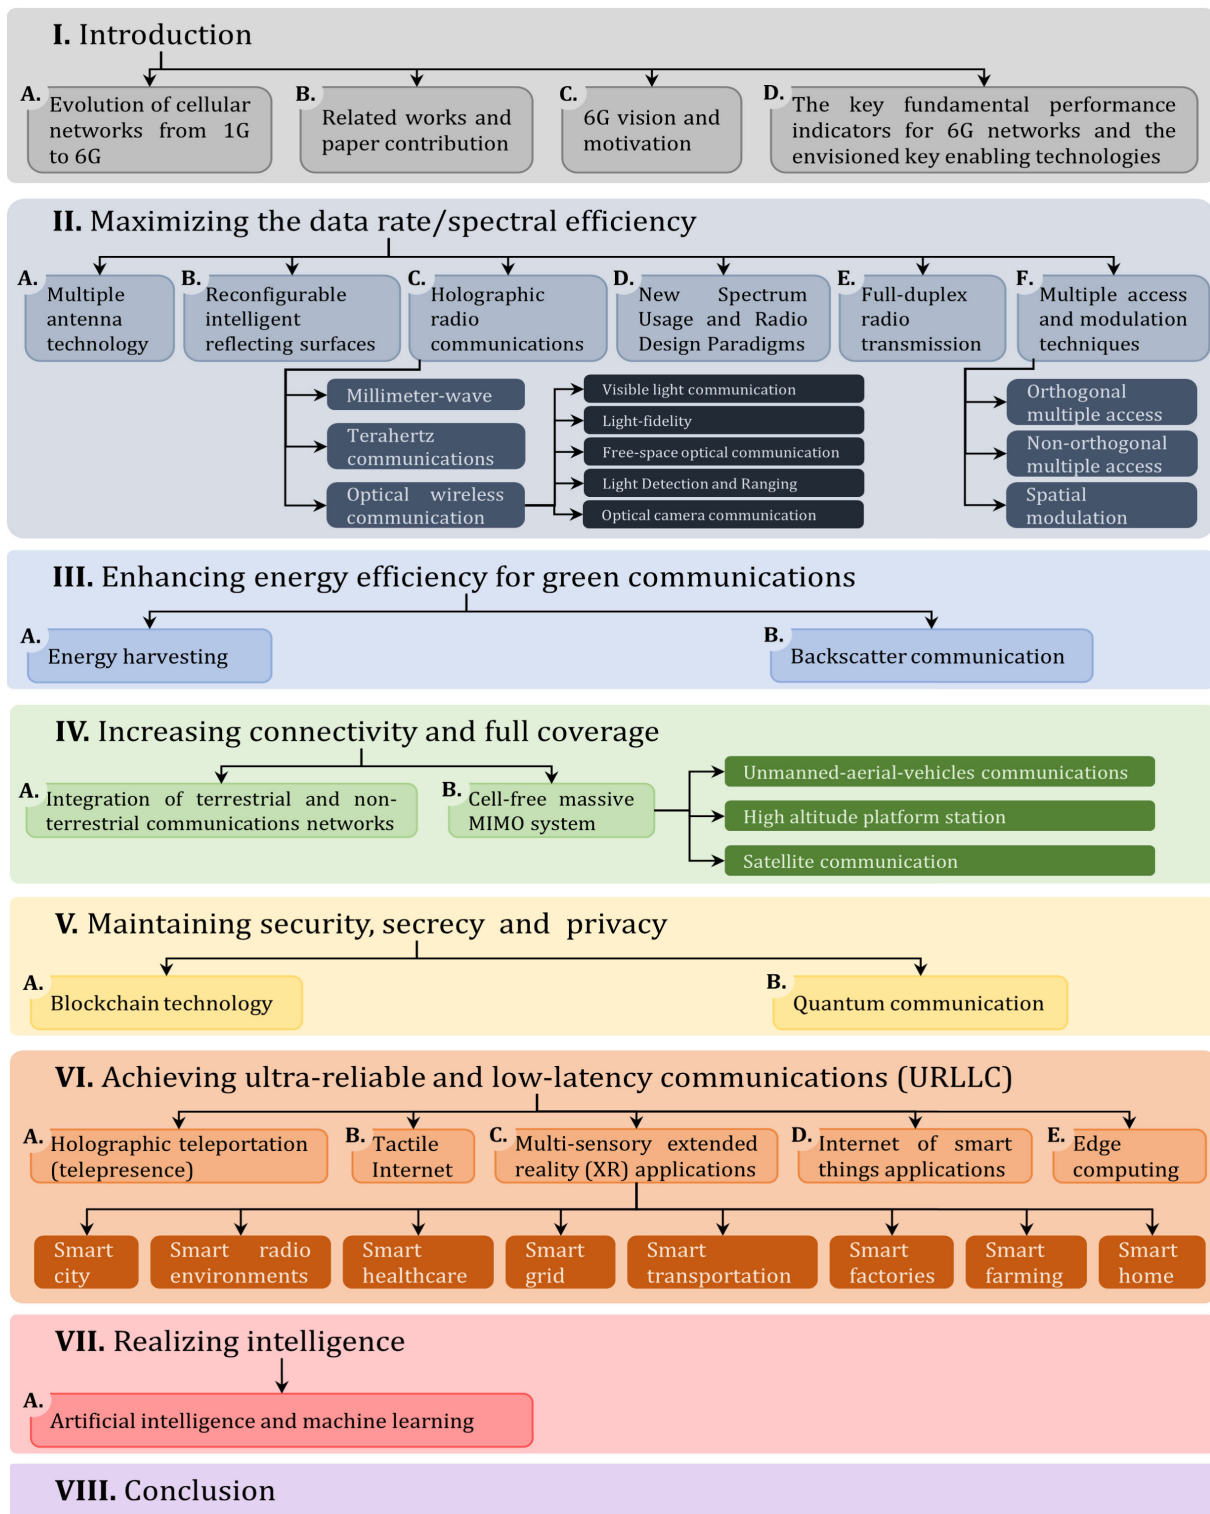 I. Introduction
A.
Evolution of cellular
networks from 1G
to 6G
B.
Related works and
paper contribution
C.
6G vision and
motivation
D.
The key fundamental performance
indicators for 6G networks and the
envisioned key enabling technologies
II. Maximizing the data rate/spectral efficiency
A.
Multiple
antenna
technology
B.
Reconfigurable
intelligent
reflecting surfaces
C.
Holographic
radio
communications
D.
New Spectrum
Usage and Radio
Design Paradigms
E.
Full-duplex
radio
transmission
F.
Multiple access
and modulation
techniques
Millimeter-wave
Terahertz
communications
Optical wireless
communication
Visible light communication
Light-fidelity
Free-space optical communication
Light Detection and Ranging
Optical camera communication
Orthogonal
multiple access
Non-orthogonal
multiple access
Spatial
modulation
III. Enhancing energy efficiency for green communications
A.
Energy harvesting
B.
Backscatter communication
IV. Increasing connectivity and full coverage
A.
Integration of terrestrial and non-
terrestrial communications networks
B.
Cell-free massive
MIMO system
Unmanned-aerial-vehicles communications
High altitude platform station
Satellite communication
V. Maintaining security, secrecy and privacy
A.
Blockchain technology
B.
Quantum communication
VI. Achieving ultra-reliable and low-latency communications (URLLC)
A.
Holographic teleportation
(telepresence)
B.
Tactile
Internet
C.
Multi-sensory extended
reality (XR) applications
D.
Internet of smart
things applications
E.
Edge
computing
Smart
city
Smart radio
environments
Smart
healthcare
Smart
grid
Smart
transportation
Smart
factories
Smart
farming
Smart
home
VII. Realizing intelligence
A.
Artificial intelligence and machine learning
VIII. Conclusion